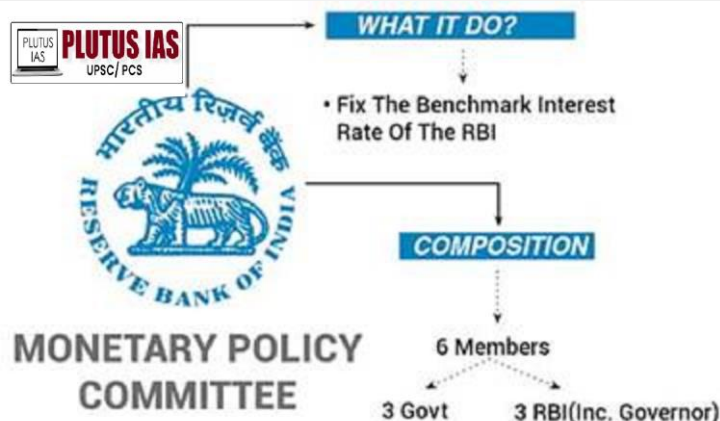 PLUTUS
IAS
PLUTUS IAS
UPSC/ PCS
WHAT IT DO?
• Fix The Benchmark Interest
Rate Of The RBI
भारतीय रिज़र्व बैंक
RESERVE BANK OF INDIA
COMPOSITION
MONETARY POLICY
COMMITTEE
6 Members
3 Govt
3 RBI(Inc. Governor)